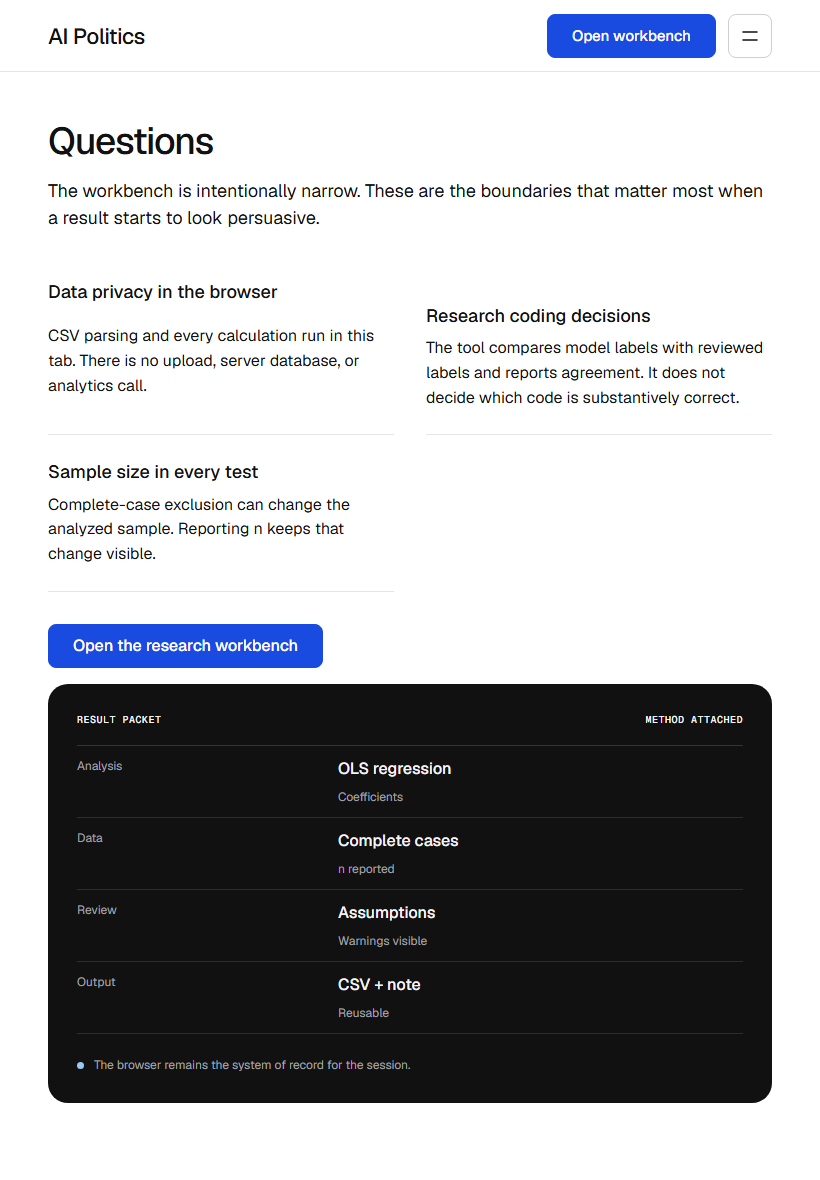 AI Politics
Open workbench
Questions
The workbench is intentionally narrow. These are the boundaries that matter most when
a result starts to look persuasive.
Data privacy in the browser
CSV parsing and every calculation run in this
tab. There is no upload, server database, or
analytics call.
Research coding decisions
The tool compares model labels with reviewed
labels and reports agreement. It does not
decide which code is substantively correct.
Sample size in every test
Complete-case exclusion can change the
analyzed sample. Reporting n keeps that
change visible.
Open the research workbench
RESULT PACKET
METHOD ATTACHED
Analysis
OLS regression
Coefficients
Data
Complete cases
n reported
Review
Assumptions
Warnings visible
Output
CSV + note
Reusable
The browser remains the system of record for the session.